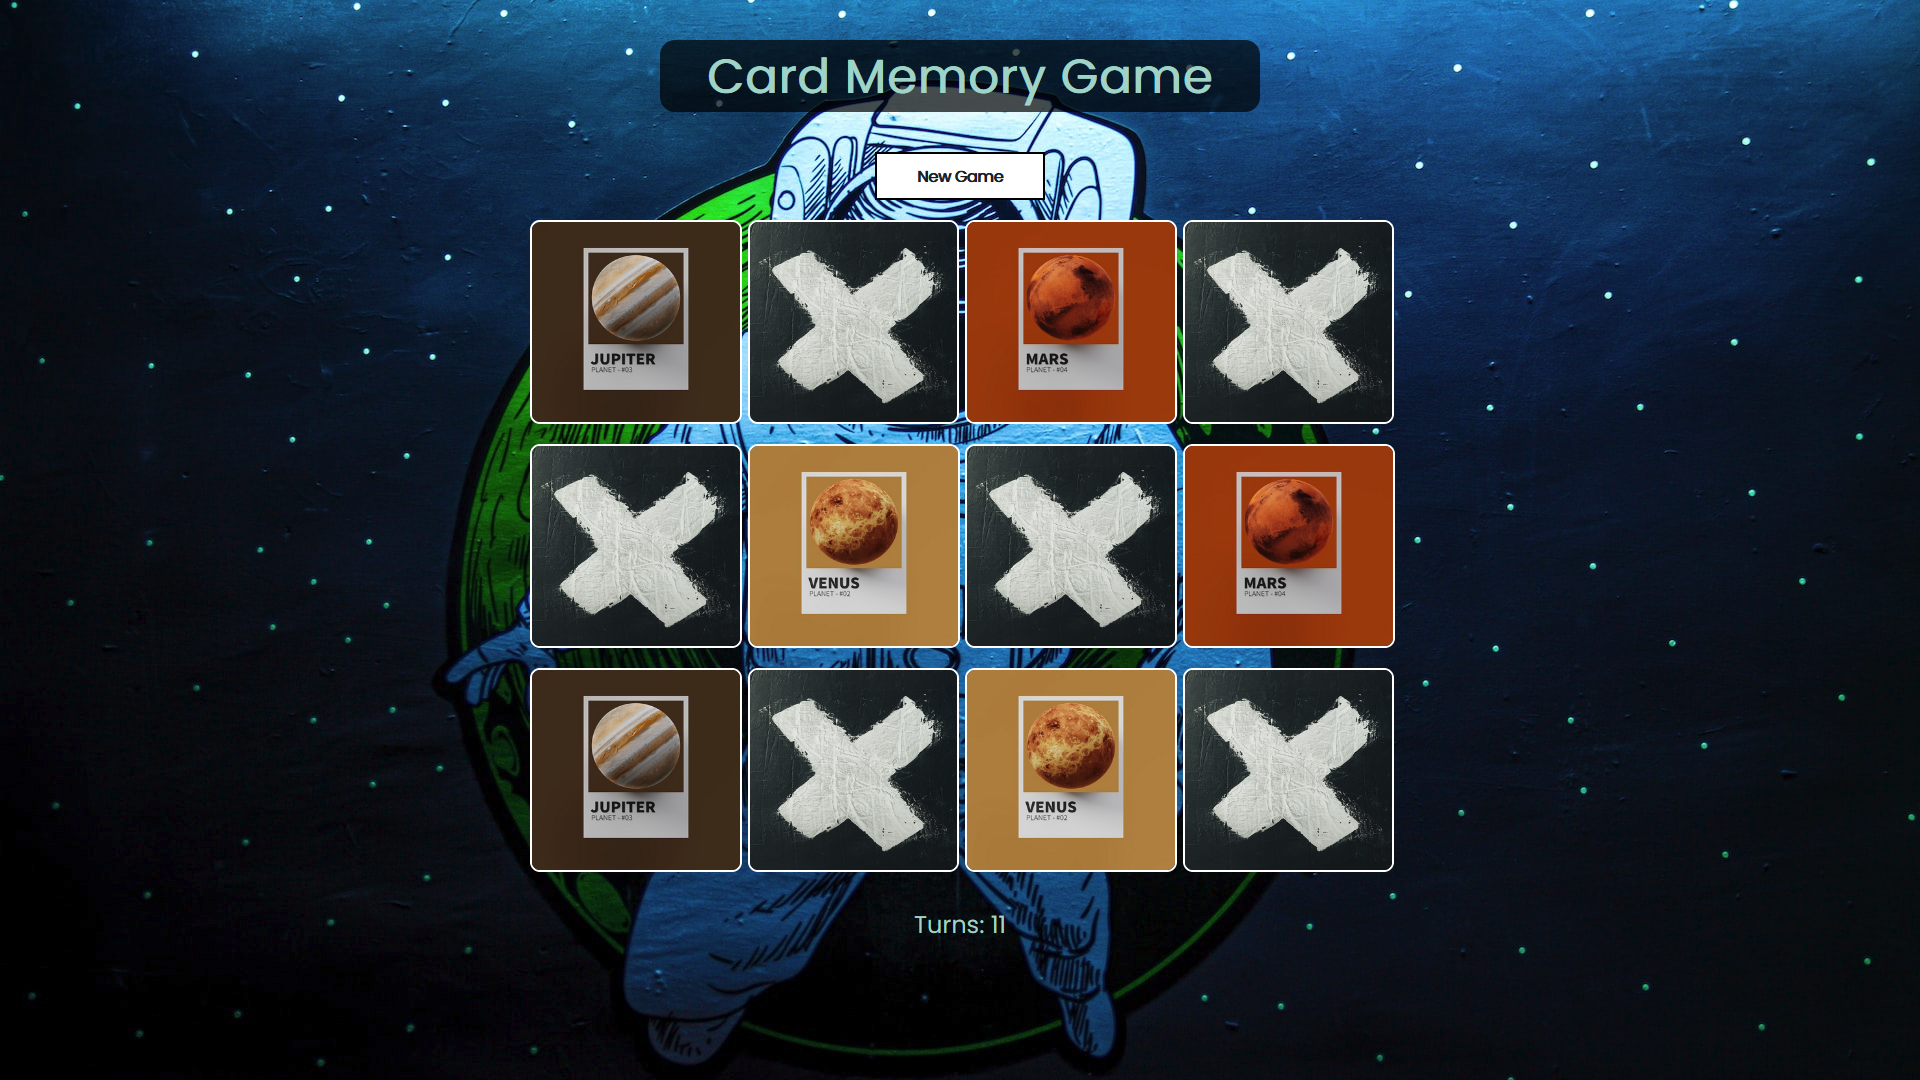 Card Memory Game
New Game
JUPITER
PLANET - #03
MARS
PLANET - #04
VENUS
PLANET - #02
MARS
PLANET - #04
JUPITER
PLANET - #03
VENUS
PLANET - #02
Turns: 11